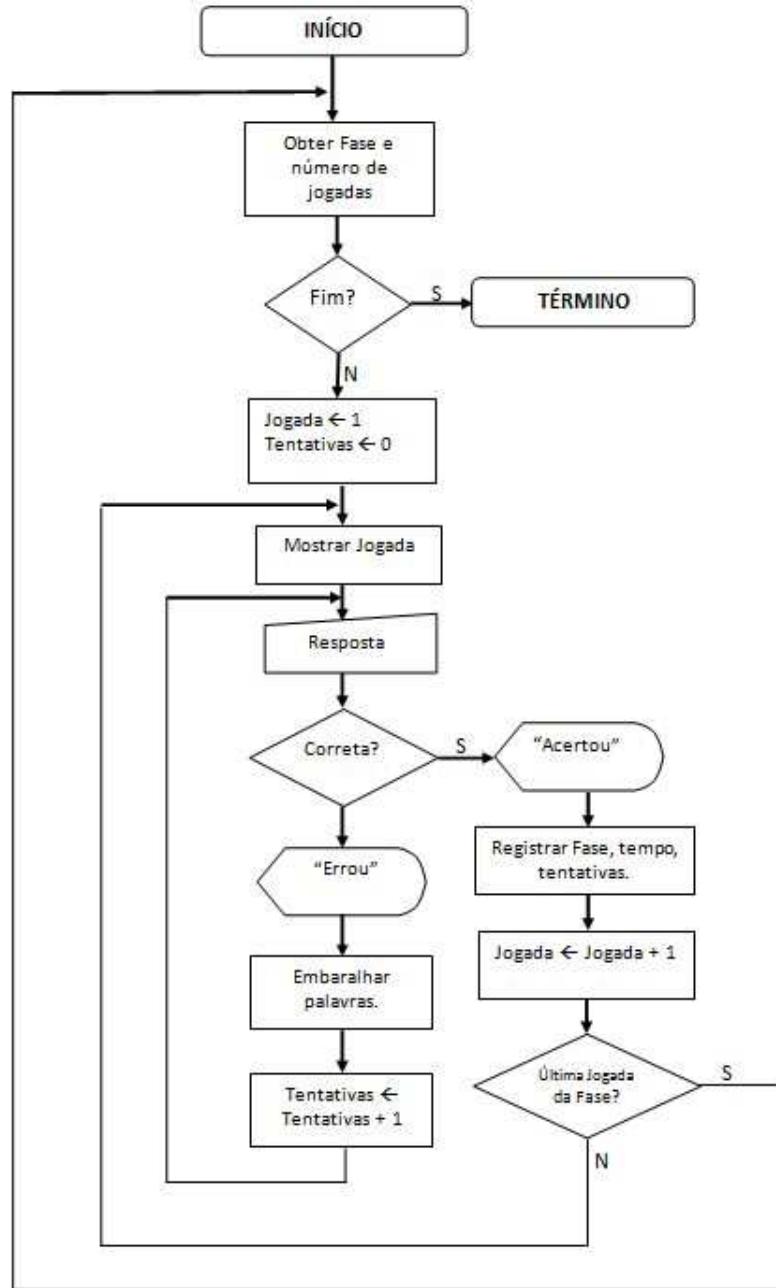 INÍCIO
Obter Fase e
número de
jogadas
Fim?
S
TÉRMINO
N
Jogada ← 1
Tentativas ← 0
Mostrar Jogada
Resposta
Correta?
S
“Acertou”
“Errou”
Registrar Fase, tempo,
tentativas.
Jogada ← Jogada + 1
Embaralhar
palavras.
Última Jogada
da Fase?
S
Tentativas ←
Tentativas + 1
N